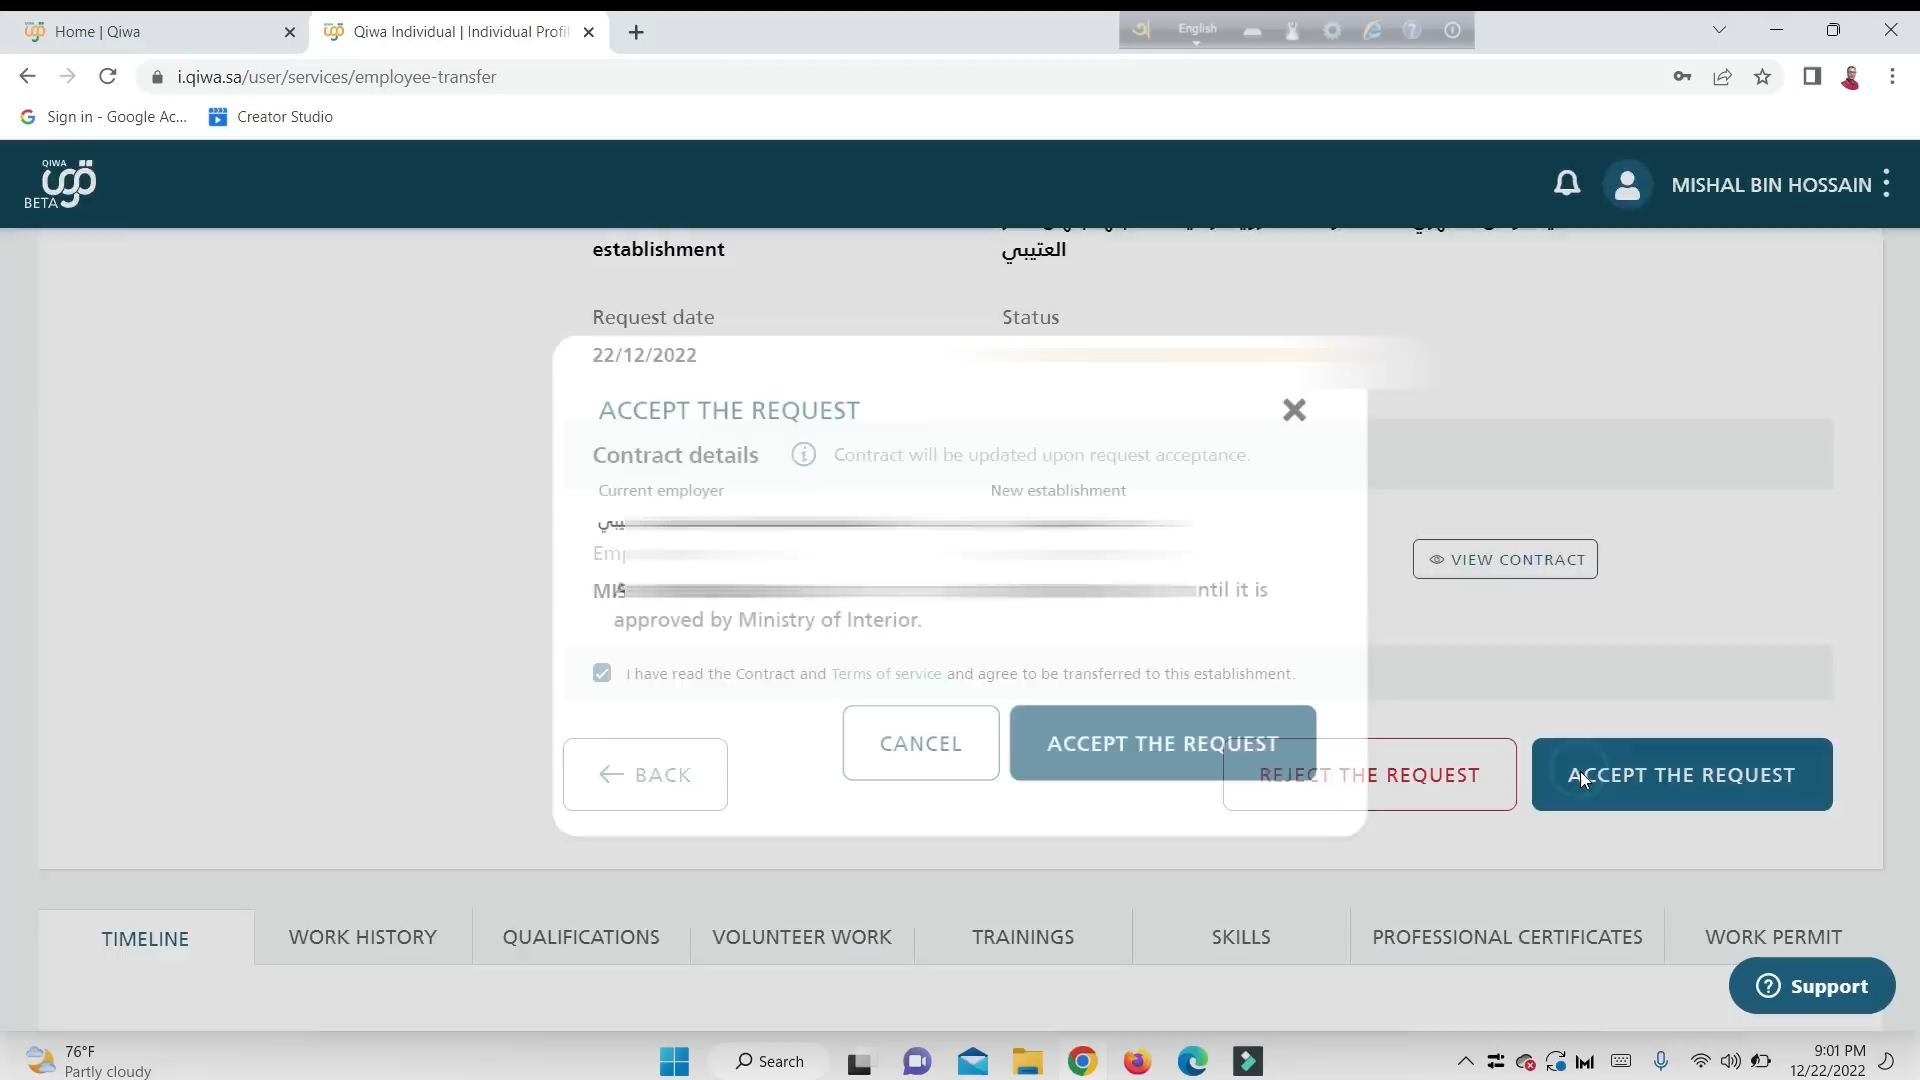 Home | Qiwa
Qiwa Individual | Individual Profil
English
i.qiwa.sa/user/services/employee-transfer
Sign in - Google Ac...
Creator Studio
QIWA
قوى
BETA
MISHAL BIN HOSSAIN
establishment
العتيبي
Request date
Status
22/12/2022
ACCEPT THE REQUEST
Contract details
Contract will be updated upon request acceptance.
Current employer
New establishment
يبي
Em
VIEW CONTRACT
ntil it is
approved by Ministry of Interior.
I have read the Contract and Terms of service and agree to be transferred to this establishment.
CANCEL
ACCEPT THE REQUEST
BACK
REJECT THE REQUEST
ACCEPT THE REQUEST
TIMELINE
WORK HISTORY
QUALIFICATIONS
VOLUNTEER WORK
TRAININGS
SKILLS
PROFESSIONAL CERTIFICATES
WORK PERMIT
Support
76°F
Partly cloudy
Search
9:01 PM
12/22/2022